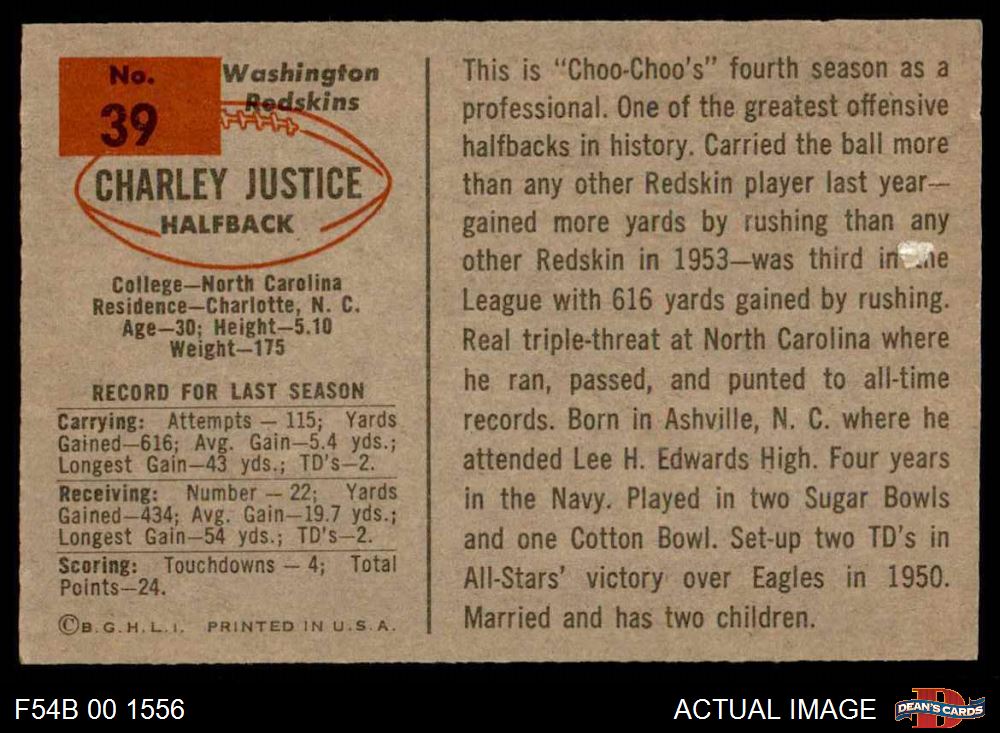 No.
39
Washington
Redskins
CHARLEY JUSTICE
HALFBACK
College—North Carolina
Residence—Charlotte, N. C.
Age—30; Height—5.10
Weight—175
RECORD FOR LAST SEASON
Carrying: Attempts — 115; Yards
Gained—616; Avg. Gain—5.4 yds.;
Longest Gain—43 yds.; TD's—2.
Receiving: Number — 22; Yards
Gained—434; Avg. Gain—19.7 yds.;
Longest Gain—54 yds.; TD's—2.
Scoring: Touchdowns — 4; Total
Points—24.
©B.G.H.L.I. PRINTED IN U.S.A.
This is "Choo-Choo's" fourth season as a
professional. One of the greatest offensive
halfbacks in history. Carried the ball more
than any other Redskin player last year—
gained more yards by rushing than any
other Redskin in 1953—was third in
League with 616 yards gained by rushing.
Real triple-threat at North Carolina where
he ran, passed, and punted to all-time
records. Born in Ashville, N. C. where he
attended Lee H. Edwards High. Four years
in the Navy. Played in two Sugar Bowls
and one Cotton Bowl. Set-up two TD's in
All-Stars' victory over Eagles in 1950.
Married and has two children.
F54B 00 1556
ACTUAL IMAGE
DEAN'S CARDS